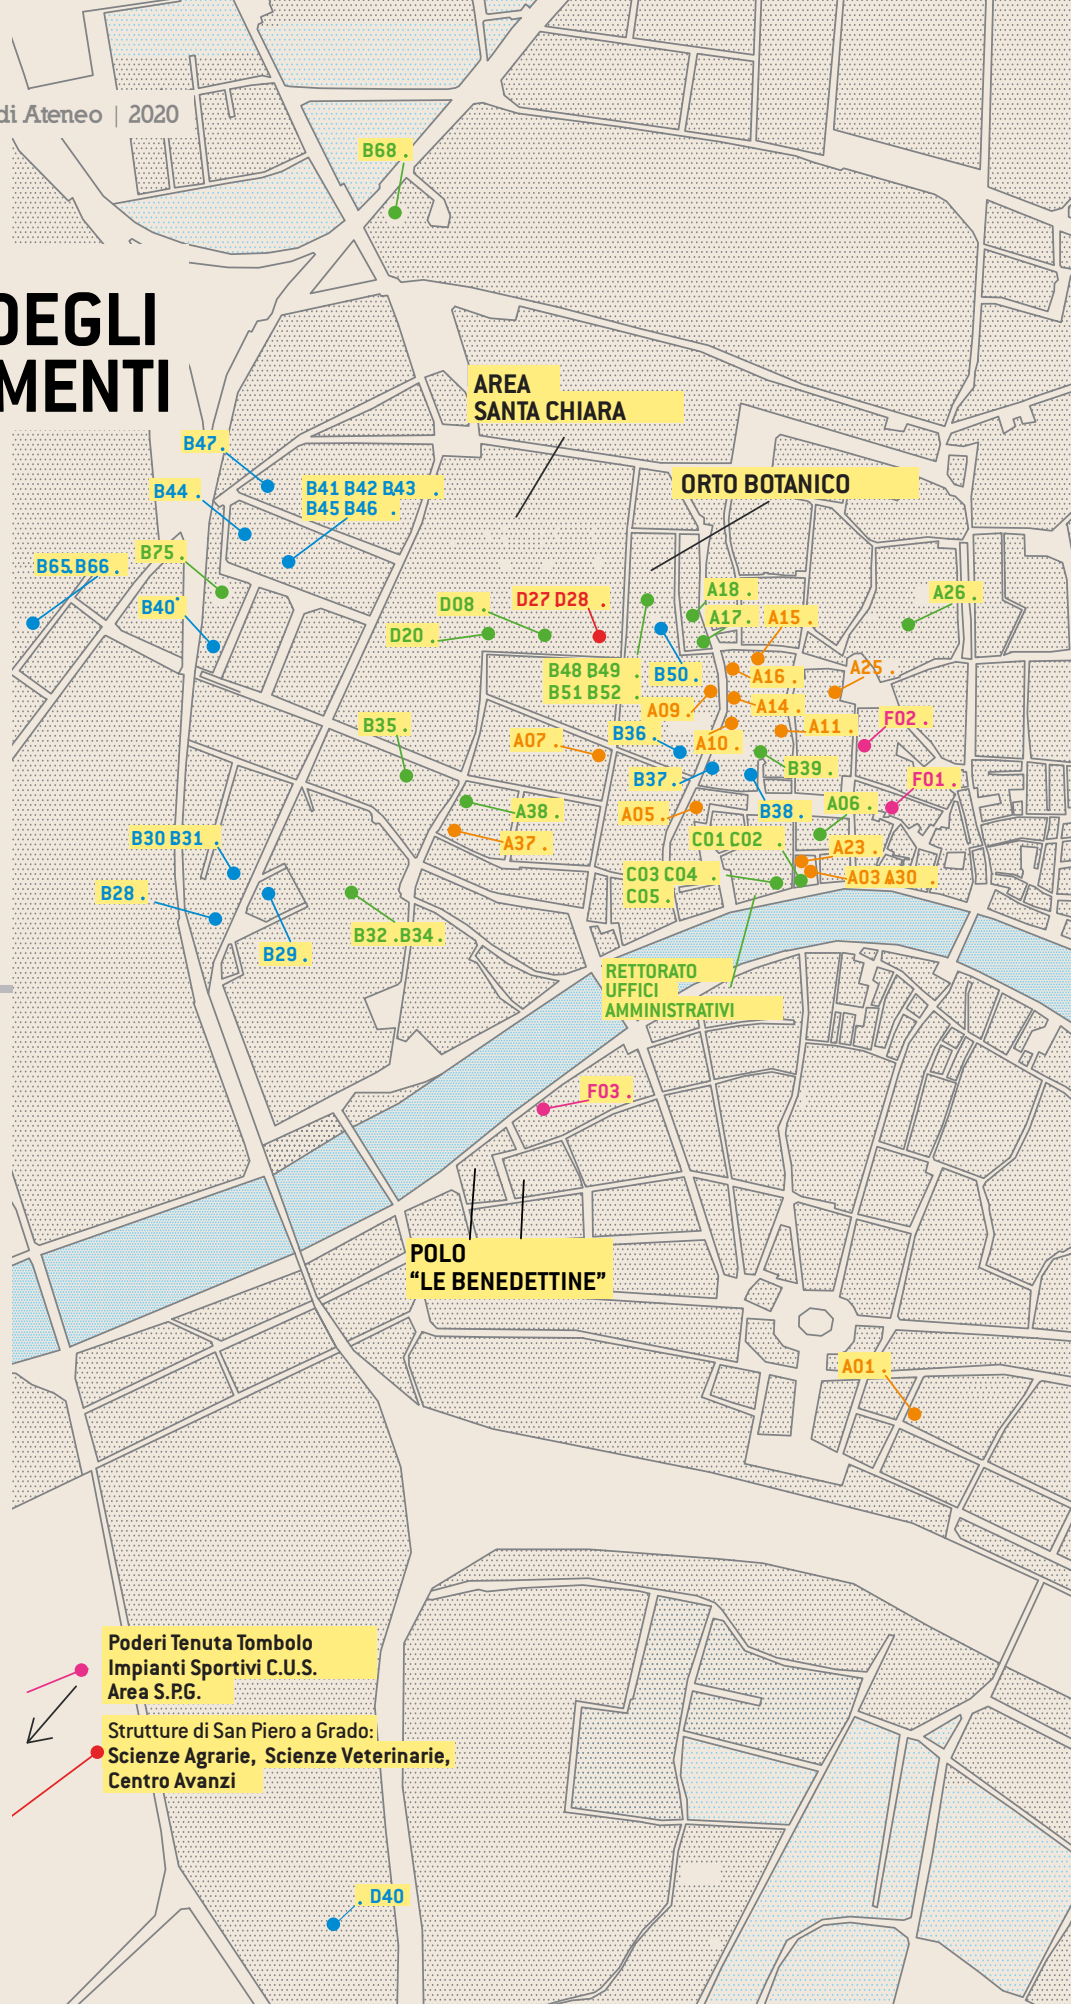 di Ateneo | 2020
B68 .
DEGLI
MENTI
AREA
SANTA CHIARA
B47 .
B44 .
B41 B42 B43 .
B45 B46 .
ORTO BOTANICO
B75 .
B65 B66 .
B40
D08 .
D27 D28 .
D20 .
A18 .
A17 .
A15 .
A26 .
B48 B49 .
B51 B52 .
B50 .
A16 .
A25 .
A09 .
A14 .
F02 .
B35 .
A07 .
B36 .
A10 .
A11 .
B37 .
B39 .
F01 .
A38 .
A05 .
B38 .
A06 .
B30 B31 .
A37 .
C01 C02 .
A23 .
B28 .
C03 C04 .
C05 .
A03 A30 .
B29 .
B32 . B34 .
RETTORATO
UFFICI
AMMINISTRATIVI
F03 .
POLO
“LE BENEDETTINE”
A01 .
Poderi Tenuta Tombolo
Impianti Sportivi C.U.S.
Area S.P.G.
Strutture di San Piero a Grado:
Scienze Agrarie, Scienze Veterinarie,
Centro Avanzi
. D40